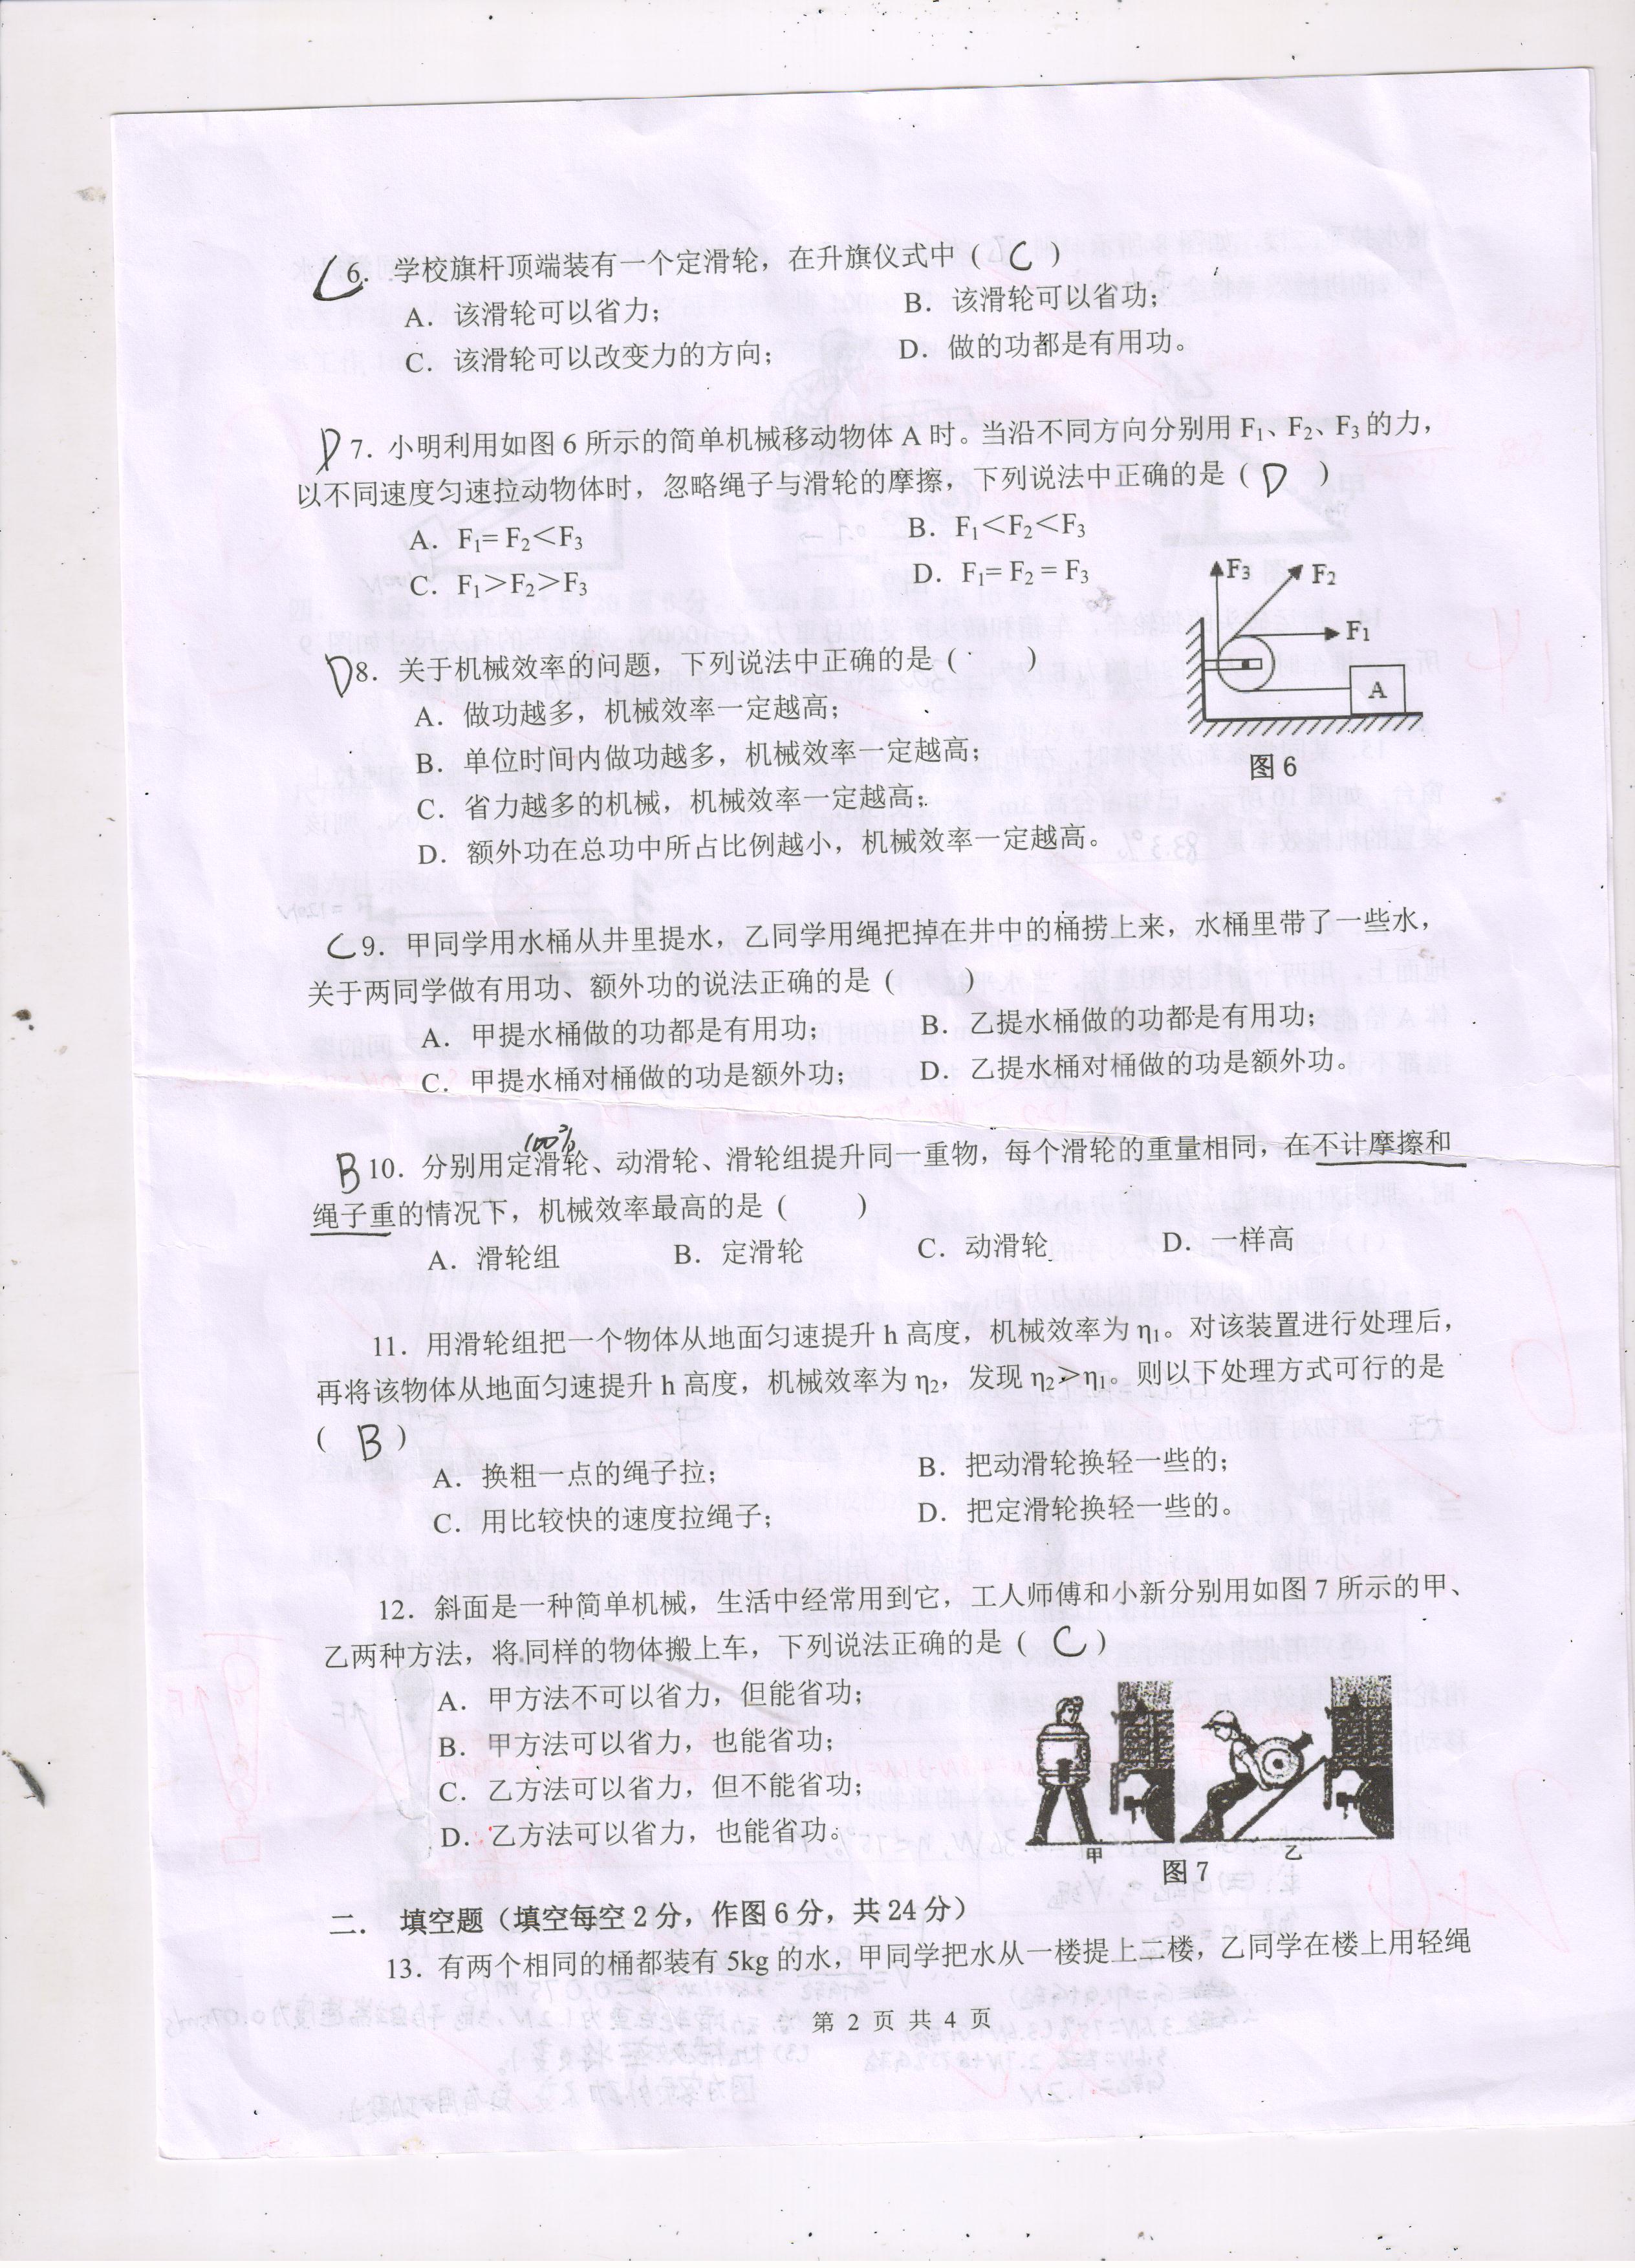 C 6. 学校旗杆顶端装有一个定滑轮，在升旗仪式中（ C ）
A．该滑轮可以省力； B．该滑轮可以省功；
C．该滑轮可以改变力的方向； D．做的功都是有用功。
D 7. 小明利用如图 6 所示的简单机械移动物体 A 时。当沿不同方向分别用 F₁、F₂、F₃ 的力，
以不同速度匀速拉动物体时，忽略绳子与滑轮的摩擦，下列说法中正确的是（ D ）
A．F₁= F₂＜F₃ B．F₁＜F₂＜F₃
C．F₁＞F₂＞F₃ D．F₁= F₂ = F₃
F₃ F₂
F₁
A
图 6
D 8. 关于机械效率的问题，下列说法中正确的是（ ）
A．做功越多，机械效率一定越高；
B．单位时间内做功越多，机械效率一定越高；
C．省力越多的机械，机械效率一定越高；
D．额外功在总功中所占比例越小，机械效率一定越高。
C 9. 甲同学用水桶从井里提水，乙同学用绳把掉在井中的桶捞上来，水桶里带了一些水，
关于两同学做有用功、额外功的说法正确的是（ ）
A．甲提水桶做的功都是有用功； B．乙提水桶做的功都是有用功；
C．甲提水桶对桶做的功是额外功； D．乙提水桶对桶做的功是额外功。
100%
B 10. 分别用定滑轮、动滑轮、滑轮组提升同一重物，每个滑轮的重量相同，在不计摩擦和
绳子重的情况下，机械效率最高的是（ ）
A．滑轮组 B．定滑轮 C．动滑轮 D．一样高
11. 用滑轮组把一个物体从地面匀速提升 h 高度，机械效率为 η₁。对该装置进行处理后，
再将该物体从地面匀速提升 h 高度，机械效率为 η₂，发现 η₂＞η₁。则以下处理方式可行的是
（ B ）
A．换粗一点的绳子拉； B．把动滑轮换轻一些的；
C．用比较快的速度拉绳子； D．把定滑轮换轻一些的。
12. 斜面是一种简单机械，生活中经常用到它，工人师傅和小新分别用如图 7 所示的甲、
乙两种方法，将同样的物体搬上车，下列说法正确的是（ C ）
A．甲方法不可以省力，但能省功；
B．甲方法可以省力，也能省功；
C．乙方法可以省力，但不能省功；
D．乙方法可以省力，也能省功。
甲 乙
图 7
二． 填空题（填空每空 2 分，作图 6 分，共 24 分）
13. 有两个相同的桶都装有 5kg 的水，甲同学把水从一楼提上二楼，乙同学在楼上用轻绳
第 2 页 共 4 页